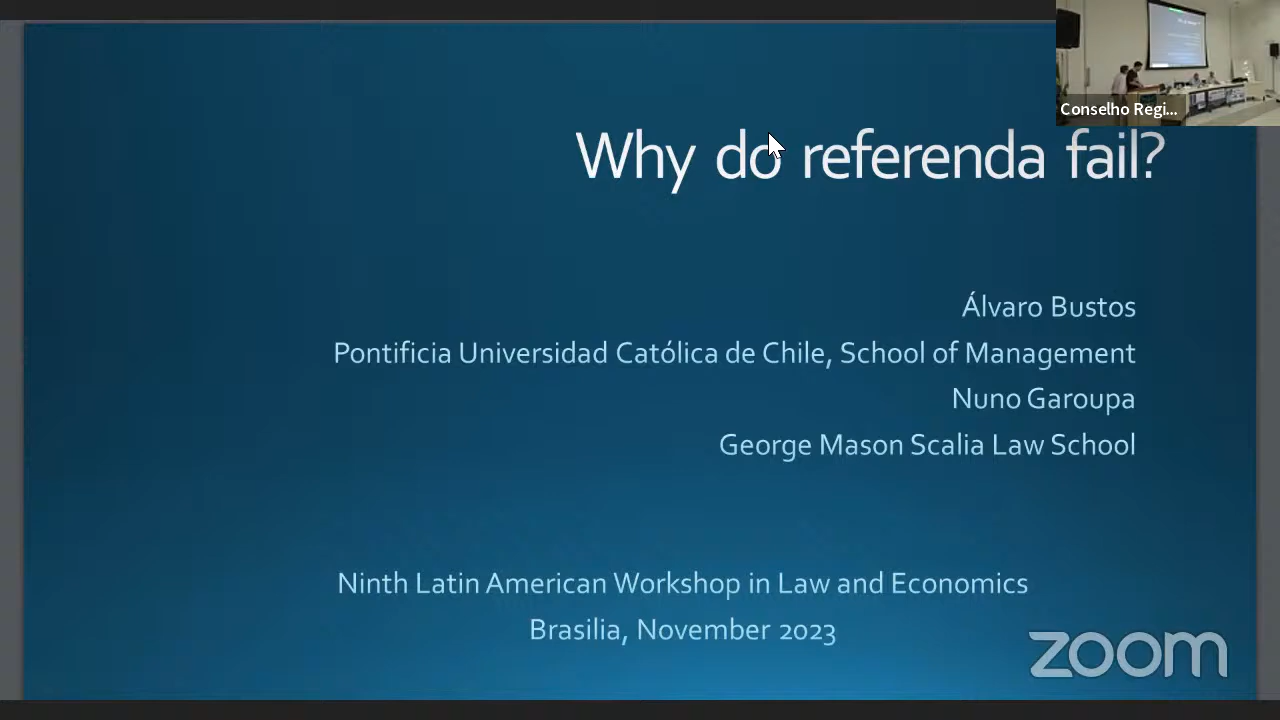 Conselho Regi...
Why do referenda fail?
Álvaro Bustos
Pontificia Universidad Católica de Chile, School of Management
Nuno Garoupa
George Mason Scalia Law School
Ninth Latin American Workshop in Law and Economics
Brasilia, November 2023
zoom